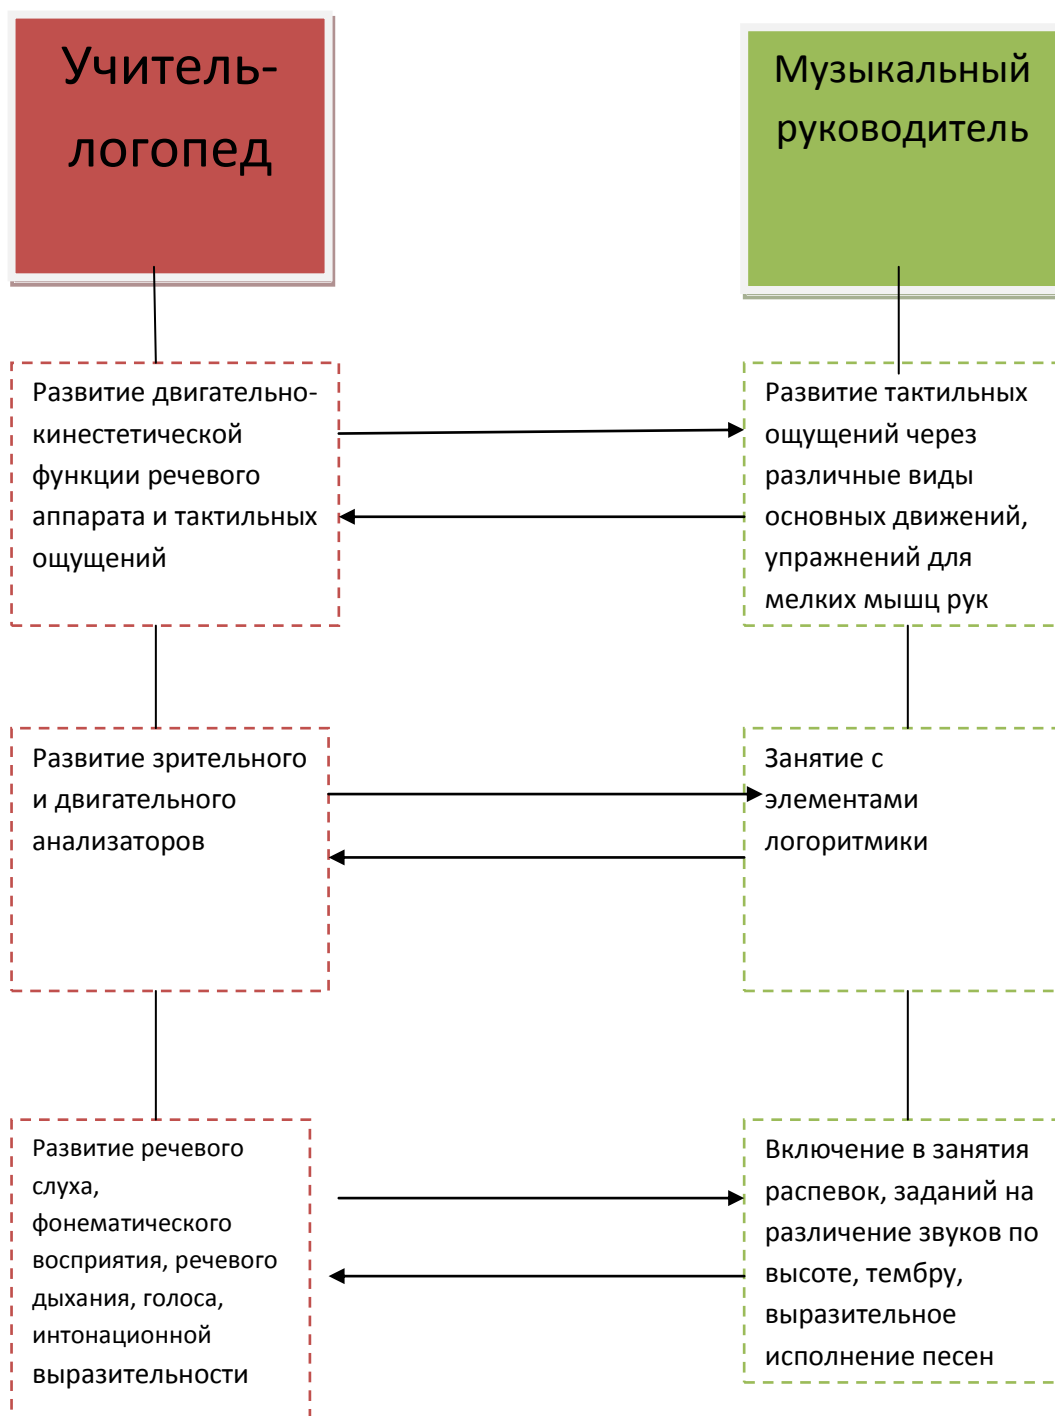 Учитель-
логопед
Музыкальный
руководитель
Развитие двигательно-
кинестетической
функции речевого
аппарата и тактильных
ощущений
Развитие тактильных
ощущений через
различные виды
основных движений,
упражнений для
мелких мышц рук
Развитие зрительного
и двигательного
анализаторов
Занятие с
элементами
логоритмики
Развитие речевого
слуха,
фонематического
восприятия, речевого
дыхания, голоса,
интонационной
выразительности
Включение в занятия
распевок, заданий на
различение звуков по
высоте, тембру,
выразительное
исполнение песен